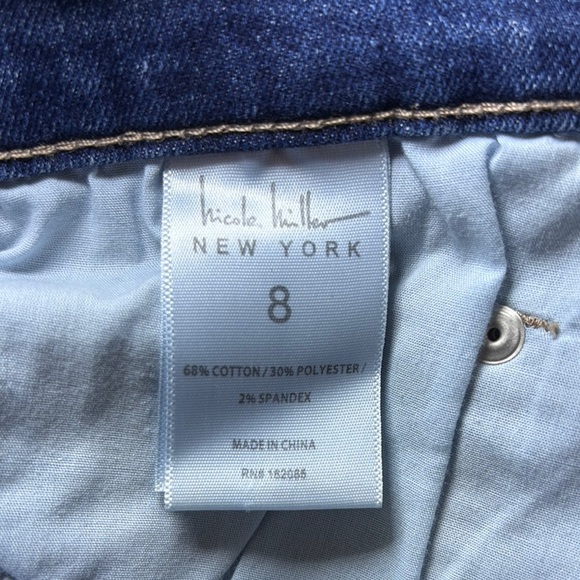 nicole miller
NEW YORK
8
68% COTTON / 30% POLYESTER /
2% SPANDEX
MADE IN CHINA
RN# 162085